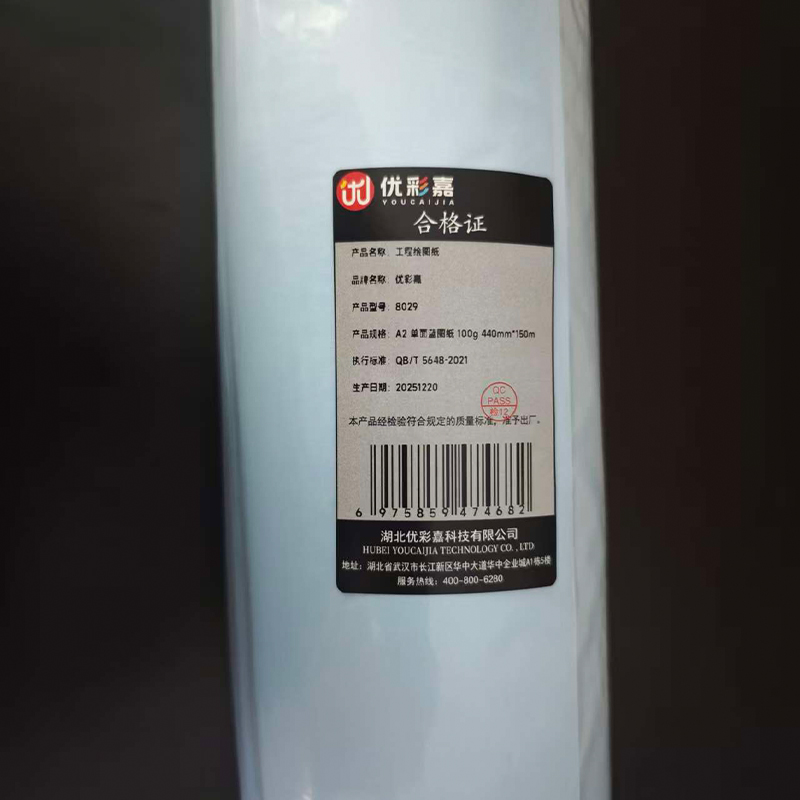 优彩嘉
YOUCAIJIA
合格证
产品名称：工程绘图纸
品牌名称：优彩嘉
产品型号：8029
产品规格：A2 单面蓝图纸 100g 440mm*150m
执行标准：QB/T 5648-2021
生产日期：20251220
QC
PASS
检12
本产品经检验符合规定的质量标准，准予出厂。
6 975859 474682
湖北优彩嘉科技有限公司
HUBEI YOUCAIJIA TECHNOLOGY CO.,LTD
地址：湖北省武汉市长江新区华中大道华中企业城A1栋5楼
服务热线：400-800-6280